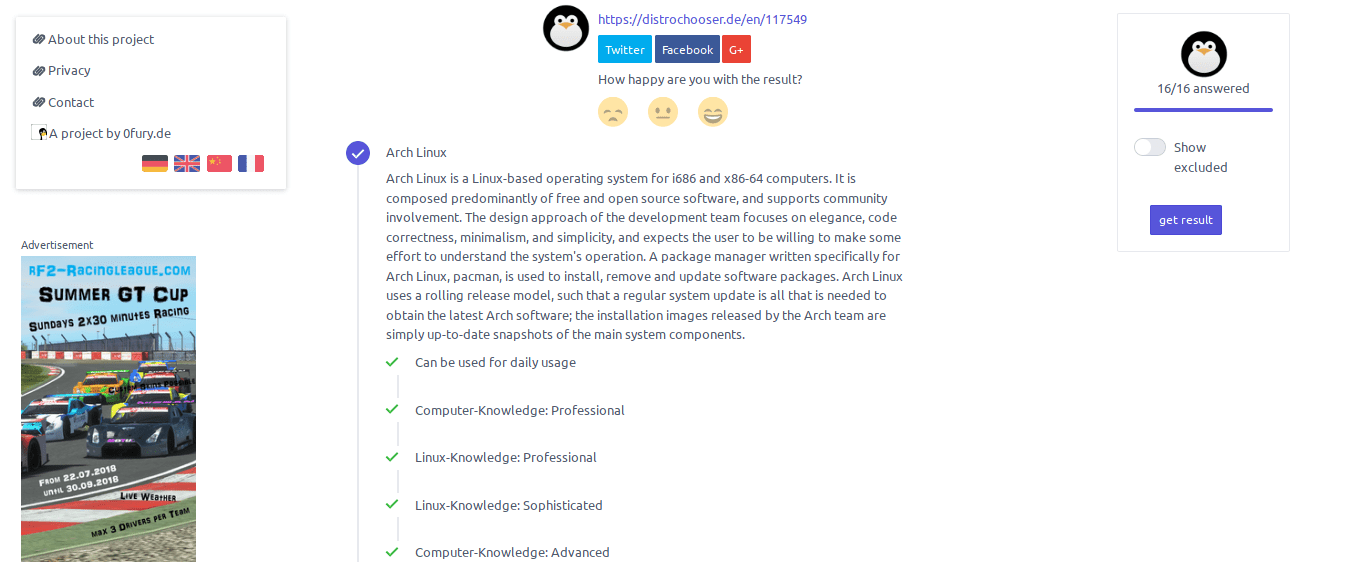 About this project
Privacy
Contact
A project by 0fury.de
Advertisement
rF2-Racingleague.com
Summer GT Cup
Sundays 2x30 Minutes Racing
Custom Skins Possible
From 22.07.2018
until 30.09.2018
Live Weather
max 3 Drivers per Team
https://distrochooser.de/en/117549
Twitter Facebook G+
How happy are you with the result?
Arch Linux
Arch Linux is a Linux-based operating system for i686 and x86-64 computers. It is
composed predominantly of free and open source software, and supports community
involvement. The design approach of the development team focuses on elegance, code
correctness, minimalism, and simplicity, and expects the user to be willing to make some
effort to understand the system's operation. A package manager written specifically for
Arch Linux, pacman, is used to install, remove and update software packages. Arch Linux
uses a rolling release model, such that a regular system update is all that is needed to
obtain the latest Arch software; the installation images released by the Arch team are
simply up-to-date snapshots of the main system components.
Can be used for daily usage
Computer-Knowledge: Professional
Linux-Knowledge: Professional
Linux-Knowledge: Sophisticated
Computer-Knowledge: Advanced
16/16 answered
Show
excluded
get result